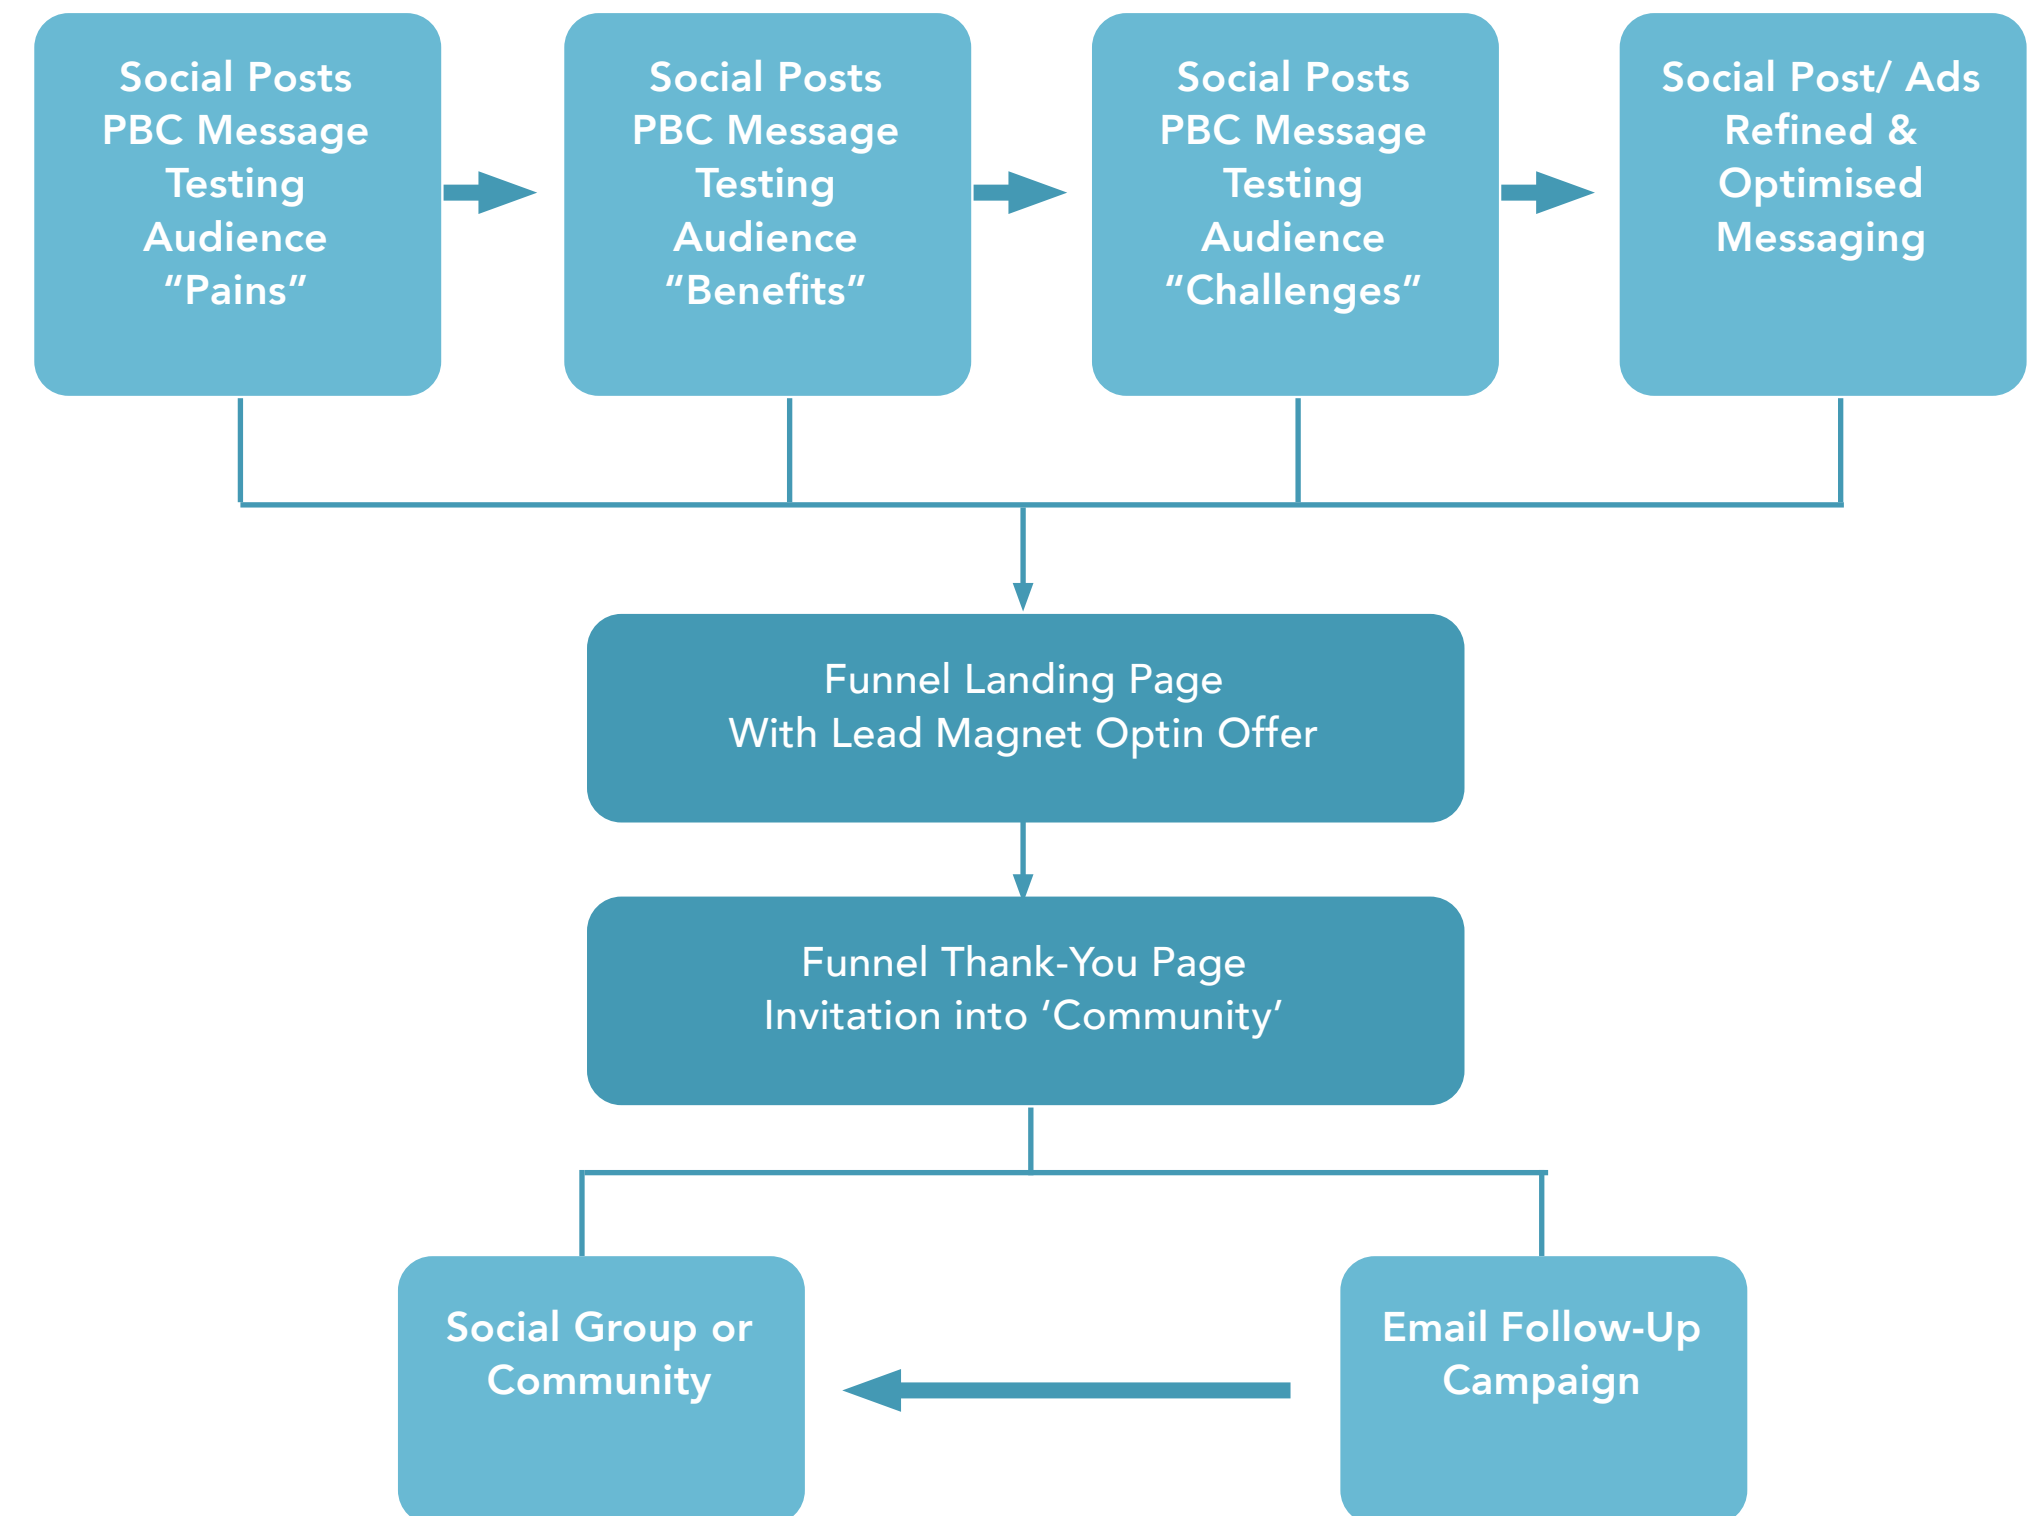 Social Posts
PBC Message
Testing
Audience
“Pains”
Social Posts
PBC Message
Testing
Audience
“Benefits”
Social Posts
PBC Message
Testing
Audience
“Challenges”
Social Post/ Ads
Refined &
Optimised
Messaging
Funnel Landing Page
With Lead Magnet Optin Offer
Funnel Thank-You Page
Invitation into ‘Community’
Social Group or
Community
Email Follow-Up
Campaign